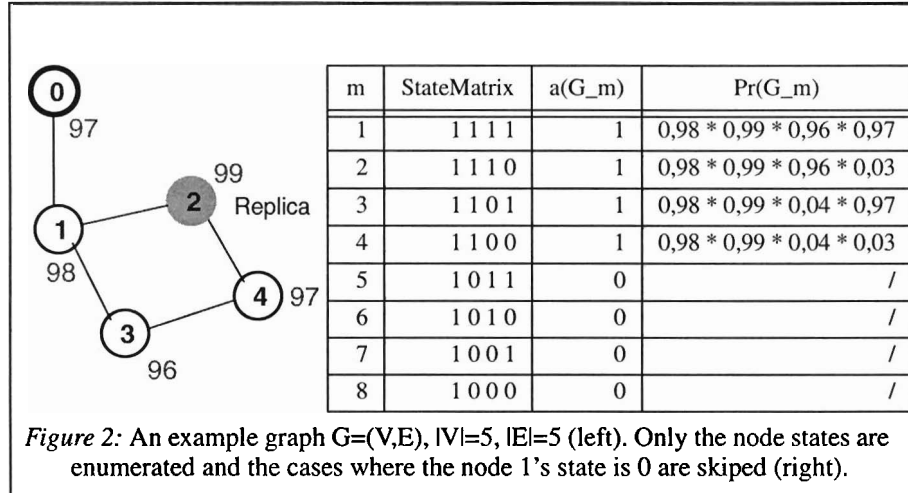 0
97
99
2
Replica
1
98
4
97
3
96
m StateMatrix a(G_m) Pr(G_m)
1 1 1 1 1 1 0,98 * 0,99 * 0,96 * 0,97
2 1 1 1 0 1 0,98 * 0,99 * 0,96 * 0,03
3 1 1 0 1 1 0,98 * 0,99 * 0,04 * 0,97
4 1 1 0 0 1 0,98 * 0,99 * 0,04 * 0,03
5 1 0 1 1 0 /
6 1 0 1 0 0 /
7 1 0 0 1 0 /
8 1 0 0 0 0 /
Figure 2: An example graph G=(V,E), |V|=5, |E|=5 (left). Only the node states are
enumerated and the cases where the node 1's state is 0 are skiped (right).